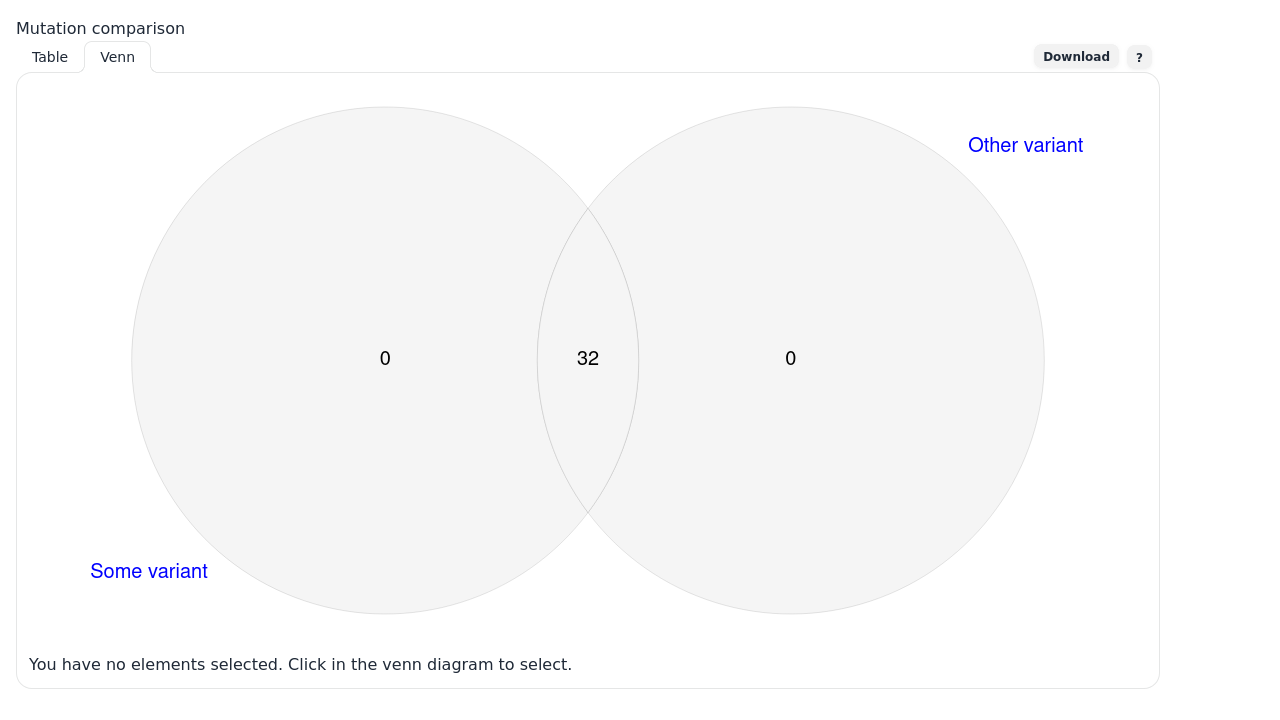 Mutation comparison
Table Venn Download ?
Other variant
0 32 0
Some variant
You have no elements selected. Click in the venn diagram to select.